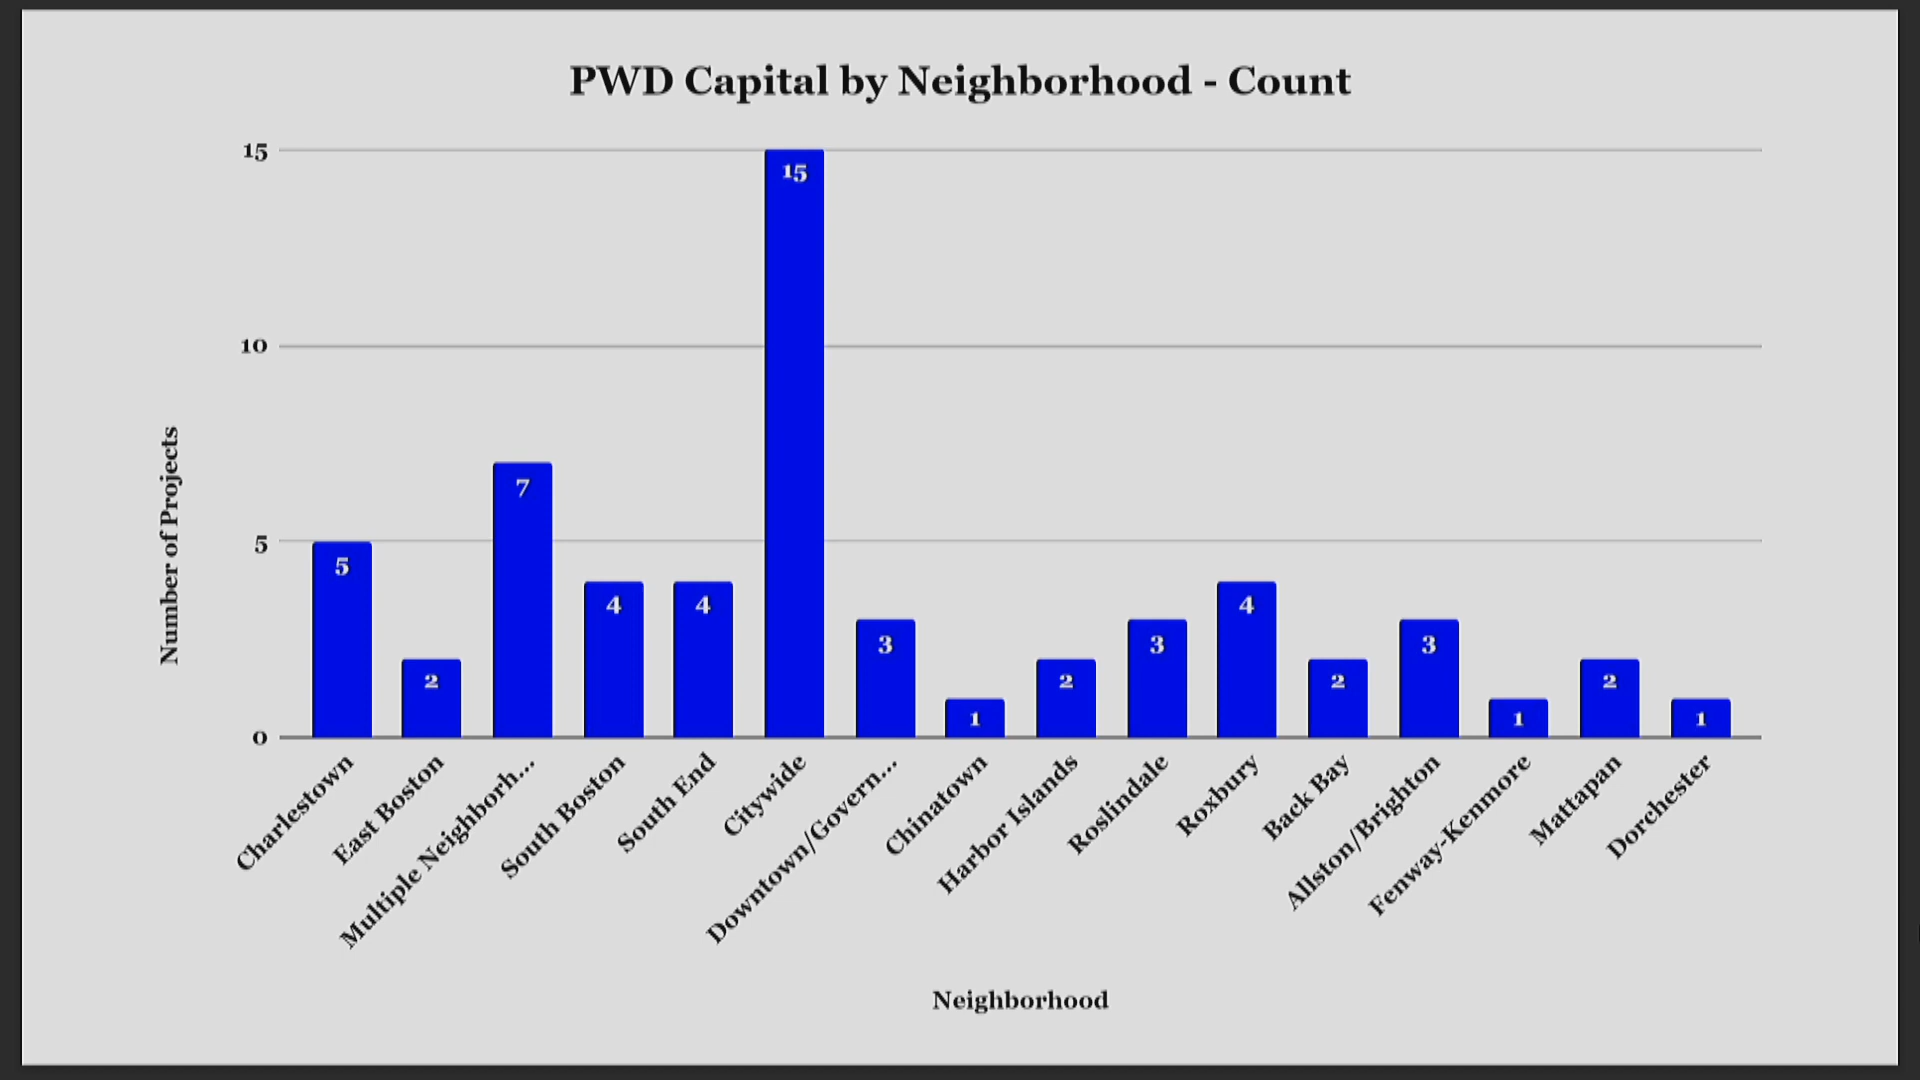 PWD Capital by Neighborhood - Count
Number of Projects
15
10
5
0
5
2
7
4
4
15
3
1
2
3
4
2
3
1
2
1
Charlestown
East Boston
Multiple Neighborh...
South Boston
South End
Citywide
Downtown/Govern...
Chinatown
Harbor Islands
Roslindale
Roxbury
Back Bay
Allston/Brighton
Fenway-Kenmore
Mattapan
Dorchester
Neighborhood